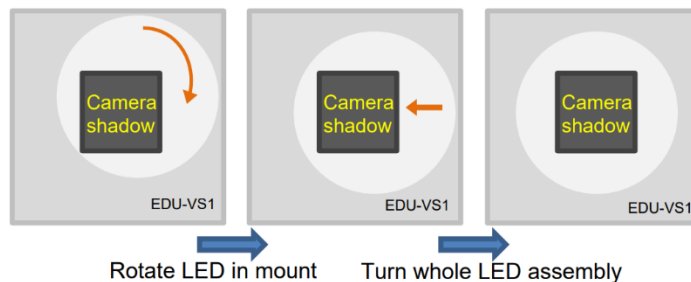 Camera
shadow
EDU-VS1
Camera
shadow
EDU-VS1
Camera
shadow
EDU-VS1
Rotate LED in mount
Turn whole LED assembly